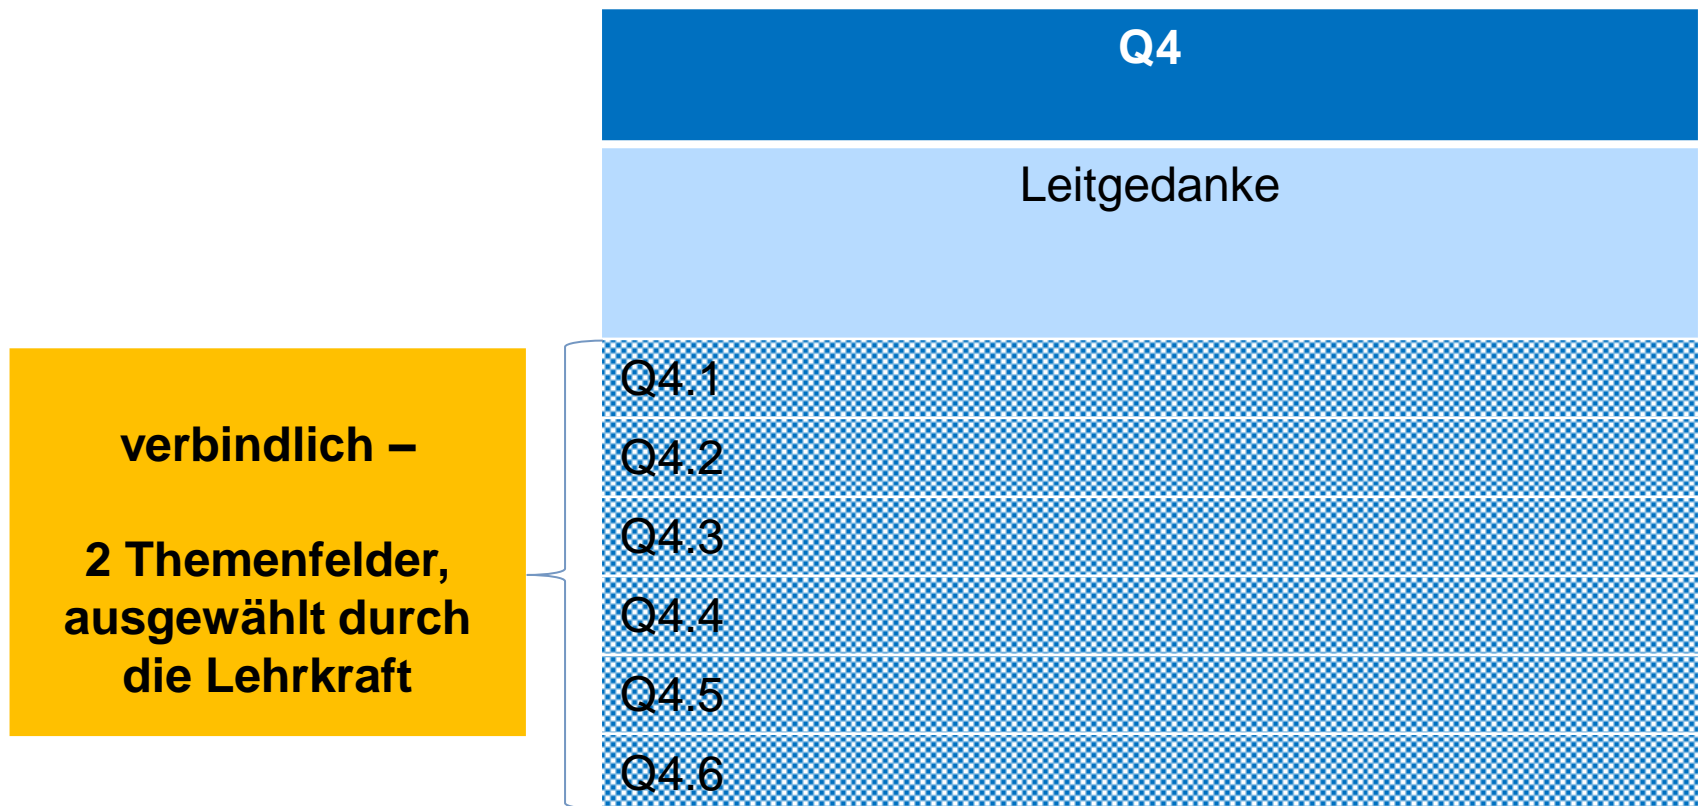 Q4
Leitgedanke
verbindlich –
2 Themenfelder,
ausgewählt durch
die Lehrkraft
Q4.1
Q4.2
Q4.3
Q4.4
Q4.5
Q4.6